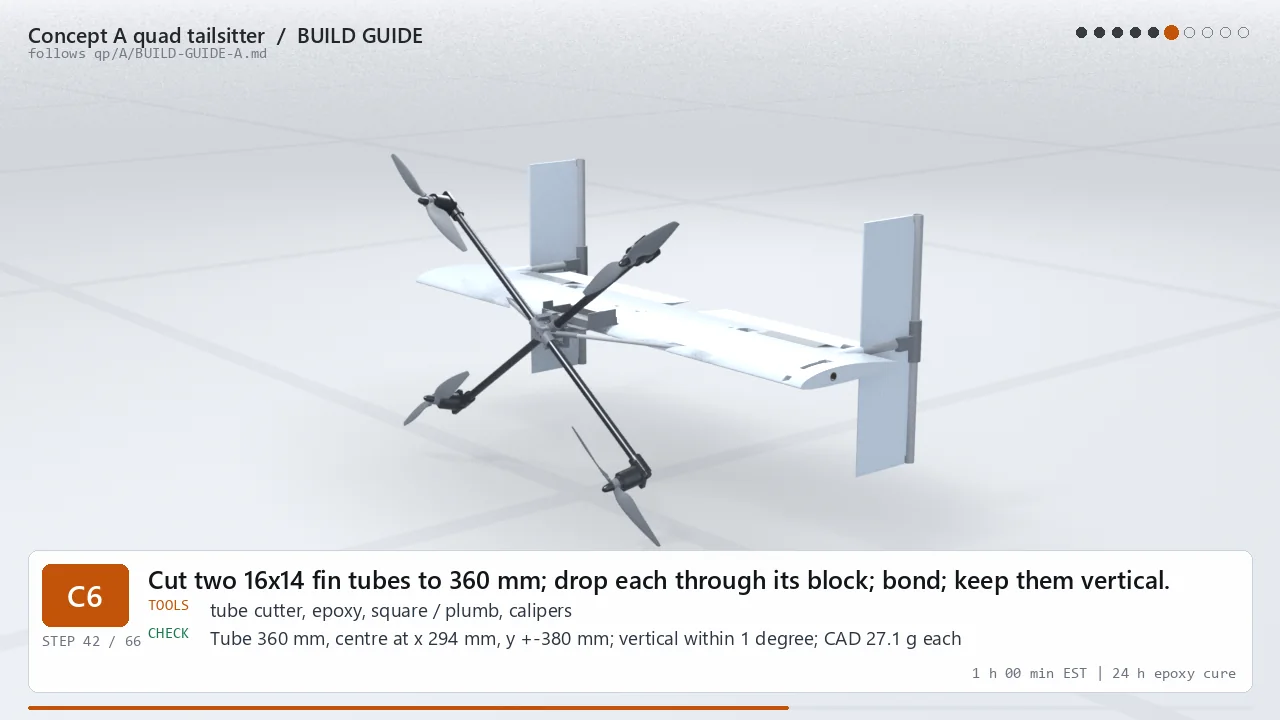 Concept A quad tailsitter / BUILD GUIDE
follows qp/A/BUILD-GUIDE-A.md
C6
STEP 42 / 66
Cut two 16x14 fin tubes to 360 mm; drop each through its block; bond; keep them vertical.
TOOLS tube cutter, epoxy, square / plumb, calipers
CHECK Tube 360 mm, centre at x 294 mm, y +-380 mm; vertical within 1 degree; CAD 27.1 g each
1 h 00 min EST | 24 h epoxy cure